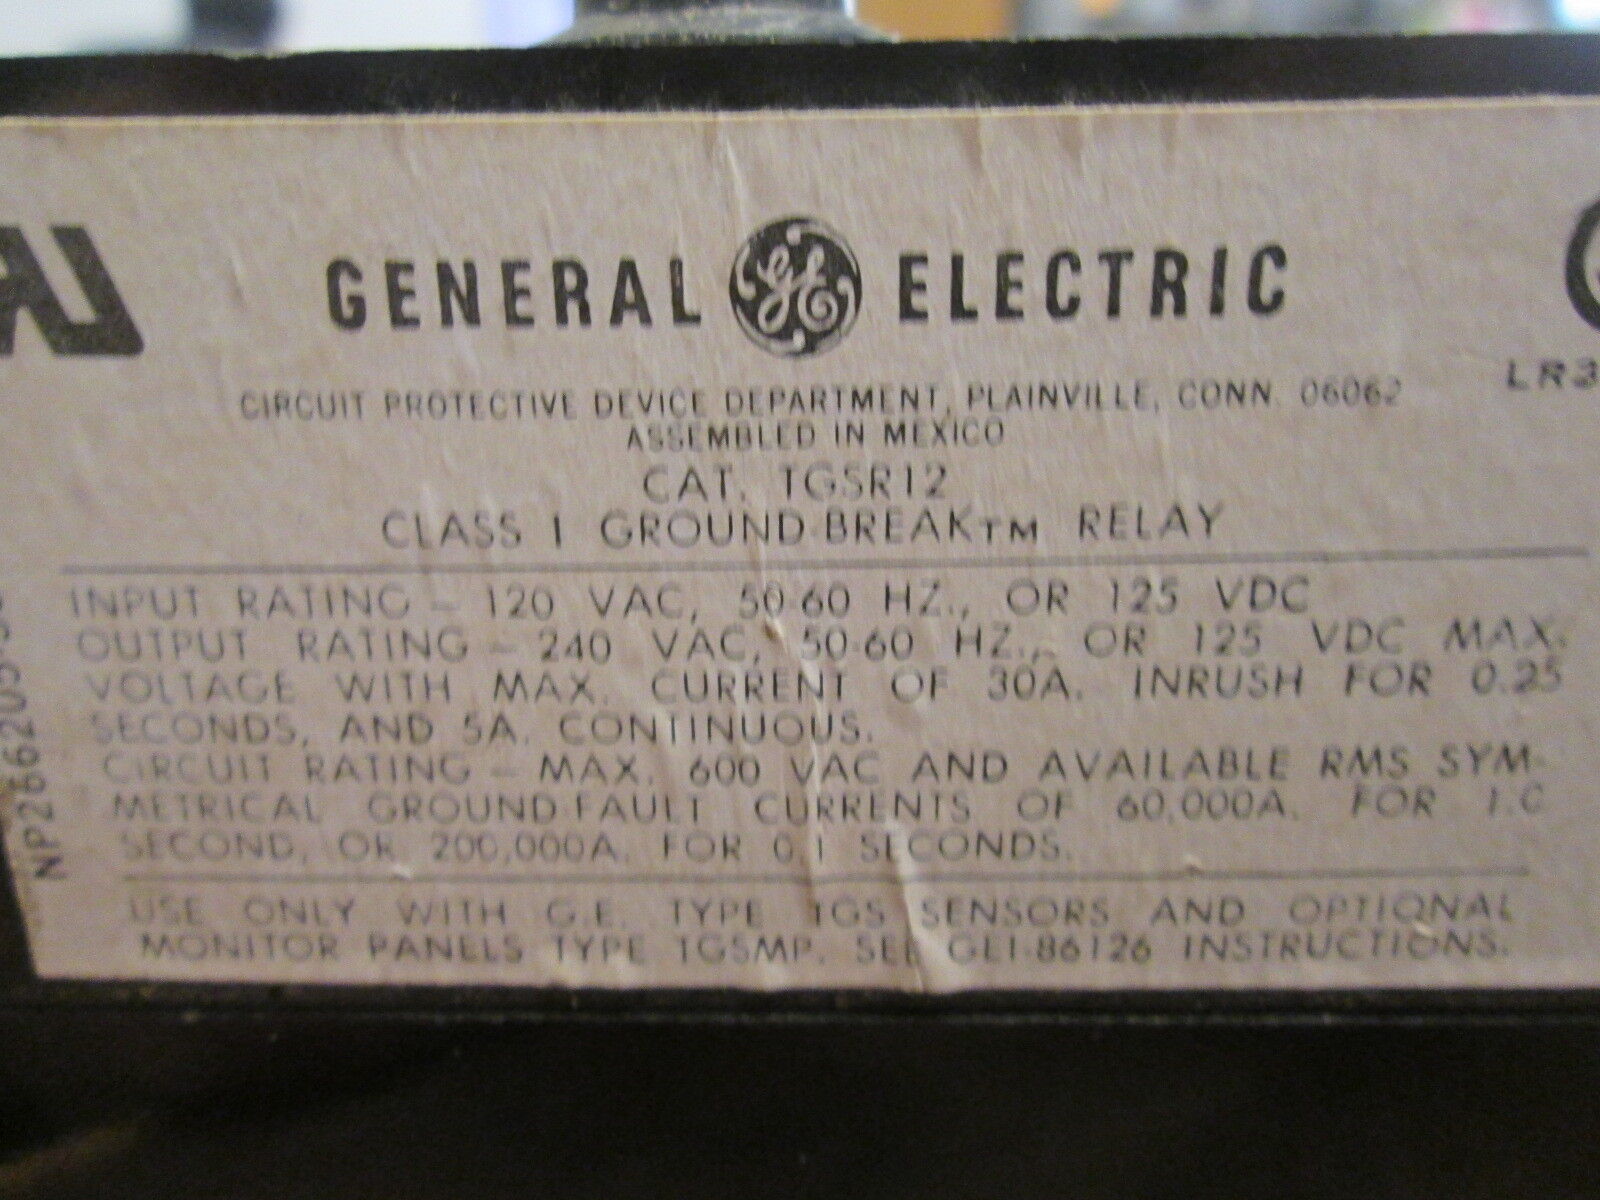 GENERAL GE ELECTRIC
LR3
CIRCUIT PROTECTIVE DEVICE DEPARTMENT, PLAINVILLE, CONN. 06062
ASSEMBLED IN MEXICO
CAT. TGSR12
CLASS 1 GROUND-BREAK™ RELAY
INPUT RATING - 120 VAC, 50-60 HZ., OR 125 VDC
OUTPUT RATING - 240 VAC, 50-60 HZ., OR 125 VDC MAX.
VOLTAGE WITH MAX. CURRENT OF 30A. INRUSH FOR 0.25
SECONDS, AND 5A. CONTINUOUS.
CIRCUIT RATING - MAX. 600 VAC AND AVAILABLE RMS SYM-
METRICAL GROUND-FAULT CURRENTS OF 60,000A. FOR 1.0
SECOND, OR 200,000A. FOR 0.1 SECONDS.
USE ONLY WITH G.E. TYPE TGS SENSORS AND OPTIONAL
MONITOR PANELS TYPE TGSMP. SEE GEI-86126 INSTRUCTIONS.